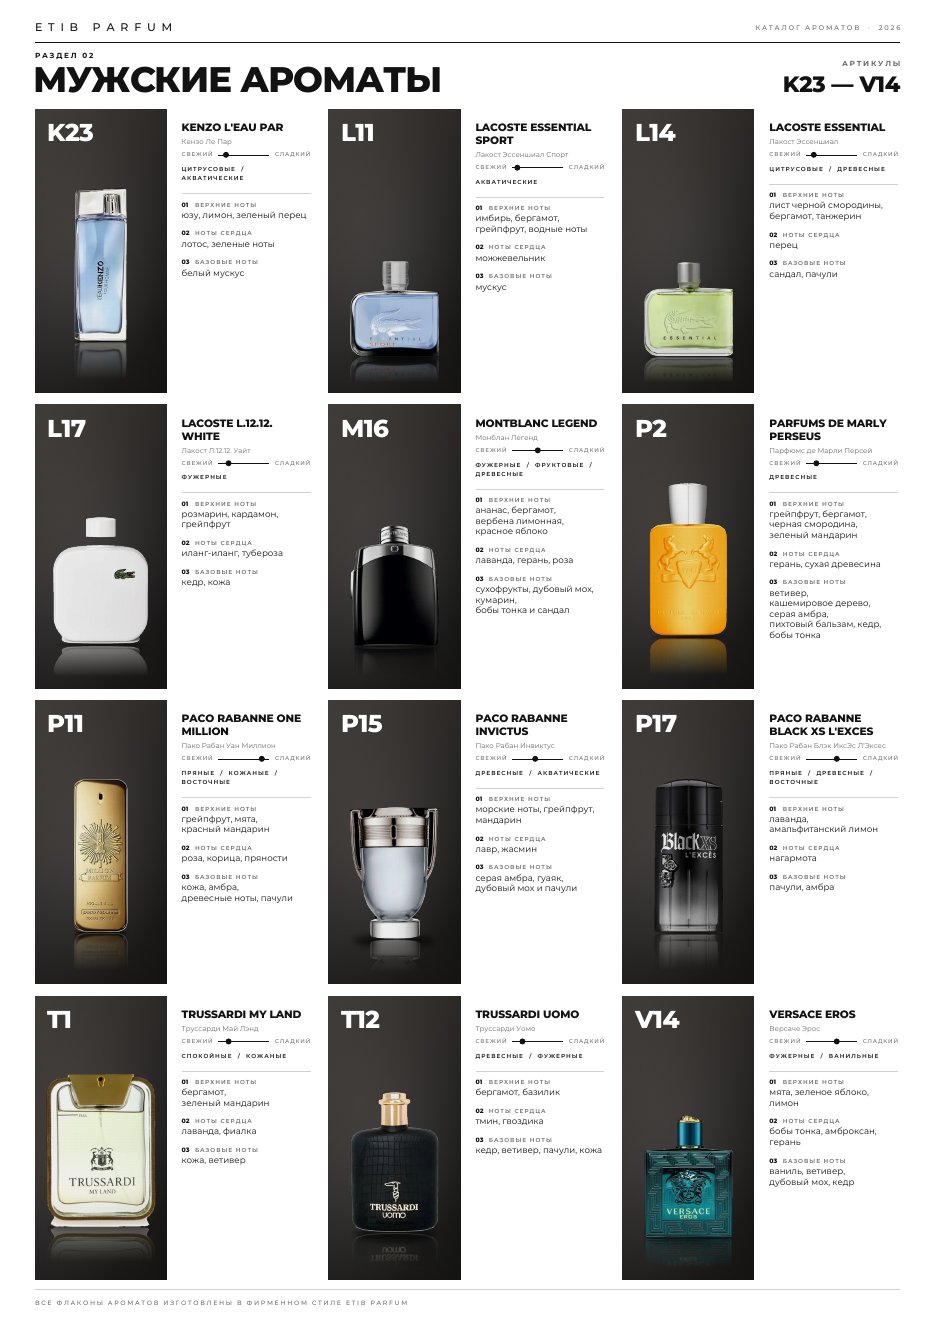 ETIB PARFUM
КАТАЛОГ АРОМАТОВ · 2026
РАЗДЕЛ 02
МУЖСКИЕ АРОМАТЫ
АРТИКУЛЫ
K23 — V14
K23
KENZO L'EAU PAR
Кензо Ле Пар
СВЕЖИЙ СЛАДКИЙ
ЦИТРУСОВЫЕ /
АКВАТИЧЕСКИЕ
01 ВЕРХНИЕ НОТЫ
юзу, лимон, зеленый перец
02 НОТЫ СЕРДЦА
лотос, зеленые ноты
03 БАЗОВЫЕ НОТЫ
белый мускус
L'EAU KENZO
L11
LACOSTE ESSENTIAL
SPORT
Лакост Эссеншиал Спорт
СВЕЖИЙ СЛАДКИЙ
АКВАТИЧЕСКИЕ
01 ВЕРХНИЕ НОТЫ
имбирь, бергамот,
грейпфрут, водные ноты
02 НОТЫ СЕРДЦА
можжевельник
03 БАЗОВЫЕ НОТЫ
мускус
ESSENTIAL
SPORT
L14
LACOSTE ESSENTIAL
Лакост Эссеншиал
СВЕЖИЙ СЛАДКИЙ
ЦИТРУСОВЫЕ / ДРЕВЕСНЫЕ
01 ВЕРХНИЕ НОТЫ
лист черной смородины,
бергамот, танжерин
02 НОТЫ СЕРДЦА
перец
03 БАЗОВЫЕ НОТЫ
сандал, пачули
ESSENTIAL
L17
LACOSTE L.12.12.
WHITE
Лакост Л.12.12. Уайт
СВЕЖИЙ СЛАДКИЙ
ФУЖЕРНЫЕ
01 ВЕРХНИЕ НОТЫ
розмарин, кардамон,
грейпфрут
02 НОТЫ СЕРДЦА
иланг-иланг, тубероза
03 БАЗОВЫЕ НОТЫ
кедр, кожа
M16
MONTBLANC LEGEND
Монблан Легенд
СВЕЖИЙ СЛАДКИЙ
ФУЖЕРНЫЕ / ФРУКТОВЫЕ /
ДРЕВЕСНЫЕ
01 ВЕРХНИЕ НОТЫ
ананас, бергамот,
вербена лимонная,
красное яблоко
02 НОТЫ СЕРДЦА
лаванда, герань, роза
03 БАЗОВЫЕ НОТЫ
сухофрукты, дубовый мох,
кумарин,
бобы тонка и сандал
P2
PARFUMS DE MARLY
PERSEUS
Парфюмс де Марли Персей
СВЕЖИЙ СЛАДКИЙ
ДРЕВЕСНЫЕ
01 ВЕРХНИЕ НОТЫ
грейпфрут, бергамот,
черная смородина,
зеленый мандарин
02 НОТЫ СЕРДЦА
герань, сухая древесина
03 БАЗОВЫЕ НОТЫ
ветивер,
кашемировое дерево,
серая амбра,
пихтовый бальзам, кедр,
бобы тонка
P11
PACO RABANNE ONE
MILLION
Пако Рабан Уан Миллион
СВЕЖИЙ СЛАДКИЙ
ПРЯНЫЕ / КОЖАНЫЕ /
ВОСТОЧНЫЕ
01 ВЕРХНИЕ НОТЫ
грейпфрут, мята,
красный мандарин
02 НОТЫ СЕРДЦА
роза, корица, пряности
03 БАЗОВЫЕ НОТЫ
кожа, амбра,
древесные ноты, пачули
P15
PACO RABANNE
INVICTUS
Пако Рабан Инвиктус
СВЕЖИЙ СЛАДКИЙ
ДРЕВЕСНЫЕ / АКВАТИЧЕСКИЕ
01 ВЕРХНИЕ НОТЫ
морские ноты, грейпфрут,
мандарин
02 НОТЫ СЕРДЦА
лавр, жасмин
03 БАЗОВЫЕ НОТЫ
серая амбра, гуаяк,
дубовый мох и пачули
P17
PACO RABANNE
BLACK XS L'EXCES
Пако Рабан Блэк ИксЭс Л'Эксес
СВЕЖИЙ СЛАДКИЙ
ПРЯНЫЕ / ДРЕВЕСНЫЕ /
ВОСТОЧНЫЕ
01 ВЕРХНИЕ НОТЫ
лаванда,
амальфитанский лимон
02 НОТЫ СЕРДЦА
нагармота
03 БАЗОВЫЕ НОТЫ
пачули, амбра
Black XS
L'EXCÈS
T1
TRUSSARDI MY LAND
Труссарди Май Лэнд
СВЕЖИЙ СЛАДКИЙ
СПОКОЙНЫЕ / КОЖАНЫЕ
01 ВЕРХНИЕ НОТЫ
бергамот,
зеленый мандарин
02 НОТЫ СЕРДЦА
лаванда, фиалка
03 БАЗОВЫЕ НОТЫ
кожа, ветивер
TRUSSARDI
MY LAND
T12
TRUSSARDI UOMO
Труссарди Уомо
СВЕЖИЙ СЛАДКИЙ
ДРЕВЕСНЫЕ / ФУЖЕРНЫЕ
01 ВЕРХНИЕ НОТЫ
бергамот, базилик
02 НОТЫ СЕРДЦА
тмин, гвоздика
03 БАЗОВЫЕ НОТЫ
кедр, ветивер, пачули, кожа
TRUSSARDI
UOMO
V14
VERSACE EROS
Версаче Эрос
СВЕЖИЙ СЛАДКИЙ
ФУЖЕРНЫЕ / ВАНИЛЬНЫЕ
01 ВЕРХНИЕ НОТЫ
мята, зеленое яблоко,
лимон
02 НОТЫ СЕРДЦА
бобы тонка, амброксан,
герань
03 БАЗОВЫЕ НОТЫ
ваниль, ветивер,
дубовый мох, кедр
VERSACE
EROS
ВСЕ ФЛАКОНЫ АРОМАТОВ ИЗГОТОВЛЕНЫ В ФИРМЕННОМ СТИЛЕ ETIB PARFUM